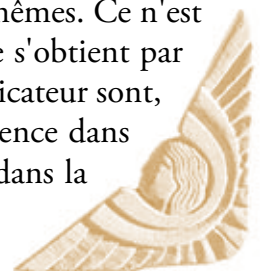 mêmes. Ce n'est
s'obtient par
icateur sont,
ence dans
dans la